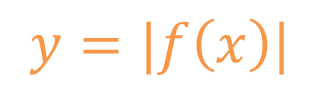 y = |f(x)|